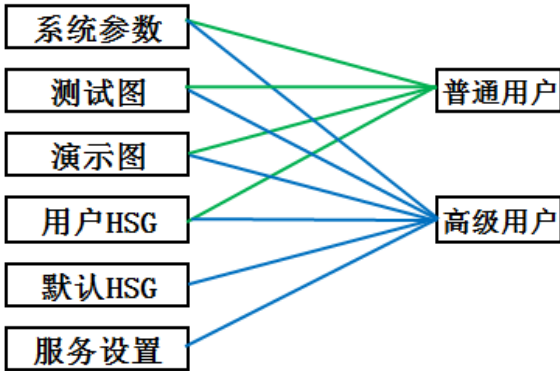 系统参数
测试图
普通用户
演示图
用户HSG
高级用户
默认HSG
服务设置